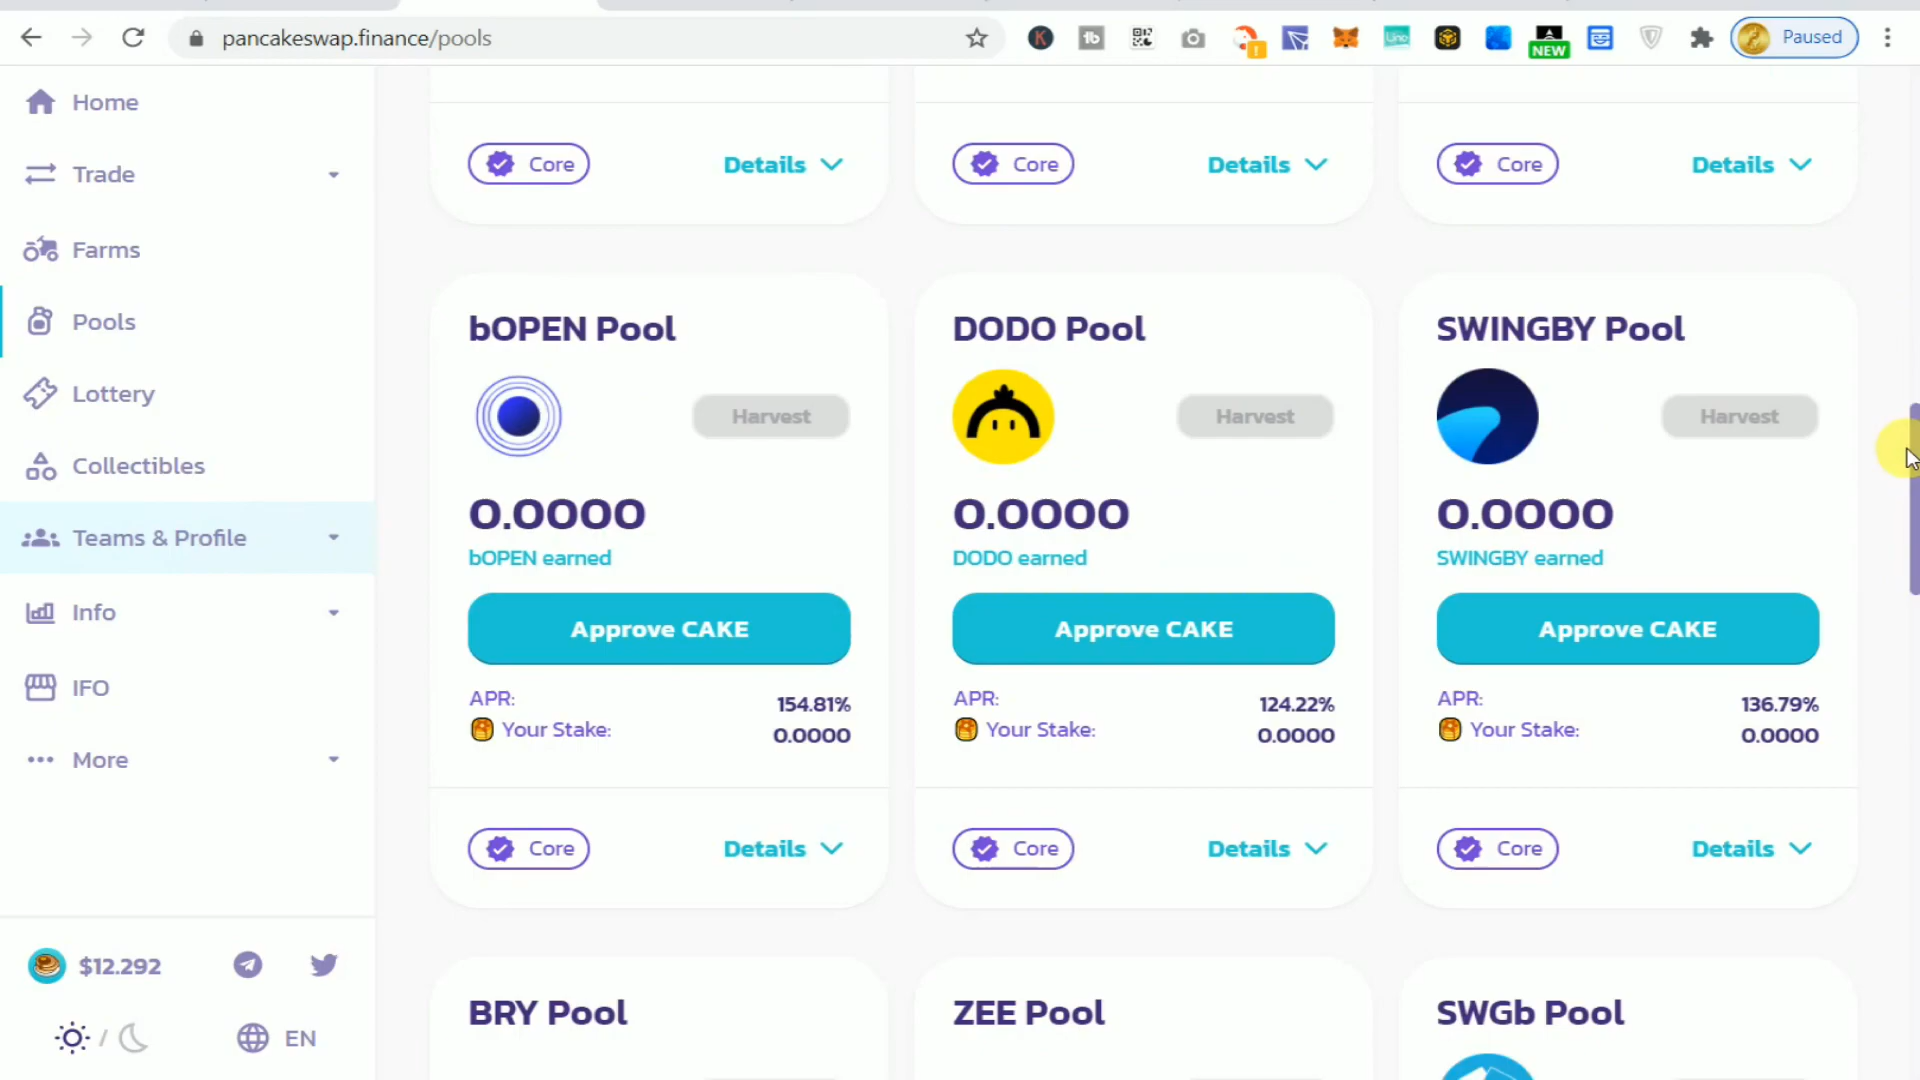 pancakeswap.finance/pools
NEW
Paused
Home
Trade
Farms
Pools
Lottery
Collectibles
Teams & Profile
Info
IFO
More
$12.292
EN
Core Details
Core Details
Core Details
bOPEN Pool
Harvest
0.0000
bOPEN earned
Approve CAKE
APR: 154.81%
Your Stake: 0.0000
Core Details
DODO Pool
Harvest
0.0000
DODO earned
Approve CAKE
APR: 124.22%
Your Stake: 0.0000
Core Details
SWINGBY Pool
Harvest
0.0000
SWINGBY earned
Approve CAKE
APR: 136.79%
Your Stake: 0.0000
Core Details
BRY Pool
ZEE Pool
SWGb Pool